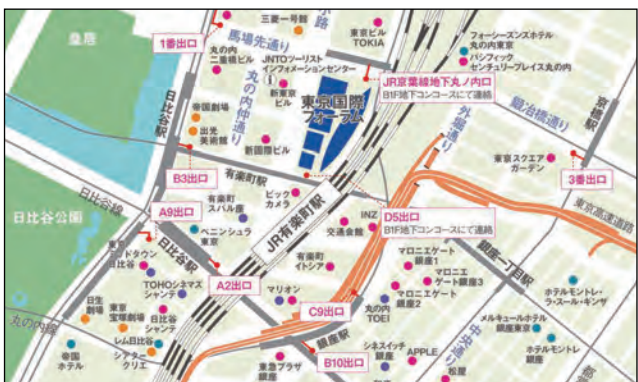 皇居
1番出口
日比谷駅
三菱一号館
馬場先通り
丸の内
二重橋ビル
JNTOツーリスト
インフォメーションセンター
新東京
ビル
丸の内仲通り
帝国劇場
出光
美術館
新国際ビル
東京ビル
TOKIA
東京国際
フォーラム
JR京葉線地下丸ノ内口
B1F地下コンコースにて連絡
フォーシーズンズホテル
丸の内東京
パシフィック
センチュリープレイス丸の内
鍛冶橋通り
外堀通り
京橋駅
東京スクエア
ガーデン
3番出口
東京高速道路
B3出口
有楽町駅
日比谷線
A9出口
日比谷公園
有楽町
スバル座
ビック
カメラ
ペニンシュラ
東京
JR有楽町駅
D5出口
B1F地下コンコースにて連絡
INZ
交通会館
日比谷駅
東京
ミッドタウン
日比谷
TOHOシネマズ
シャンテ
A2出口
有楽町
イトシア
マロニエゲート
銀座1
マロニエ
ゲート銀座3
マロニエゲート
銀座2
銀座一丁目駅
ホテルモントレ
ラ・スール・ギンザ
日生
劇場
東京
宝塚劇場
日比谷
シャンテ
マリオン
C9出口
丸の内
TOEI
メルキュールホテル
銀座東京
丸の内線
帝国
ホテル
レム日比谷
シアター
クリエ
銀座駅
東急プラザ
銀座
B10出口
シネスイッチ
銀座
APPLE
中央通り
松屋
ホテルモントレ
銀座